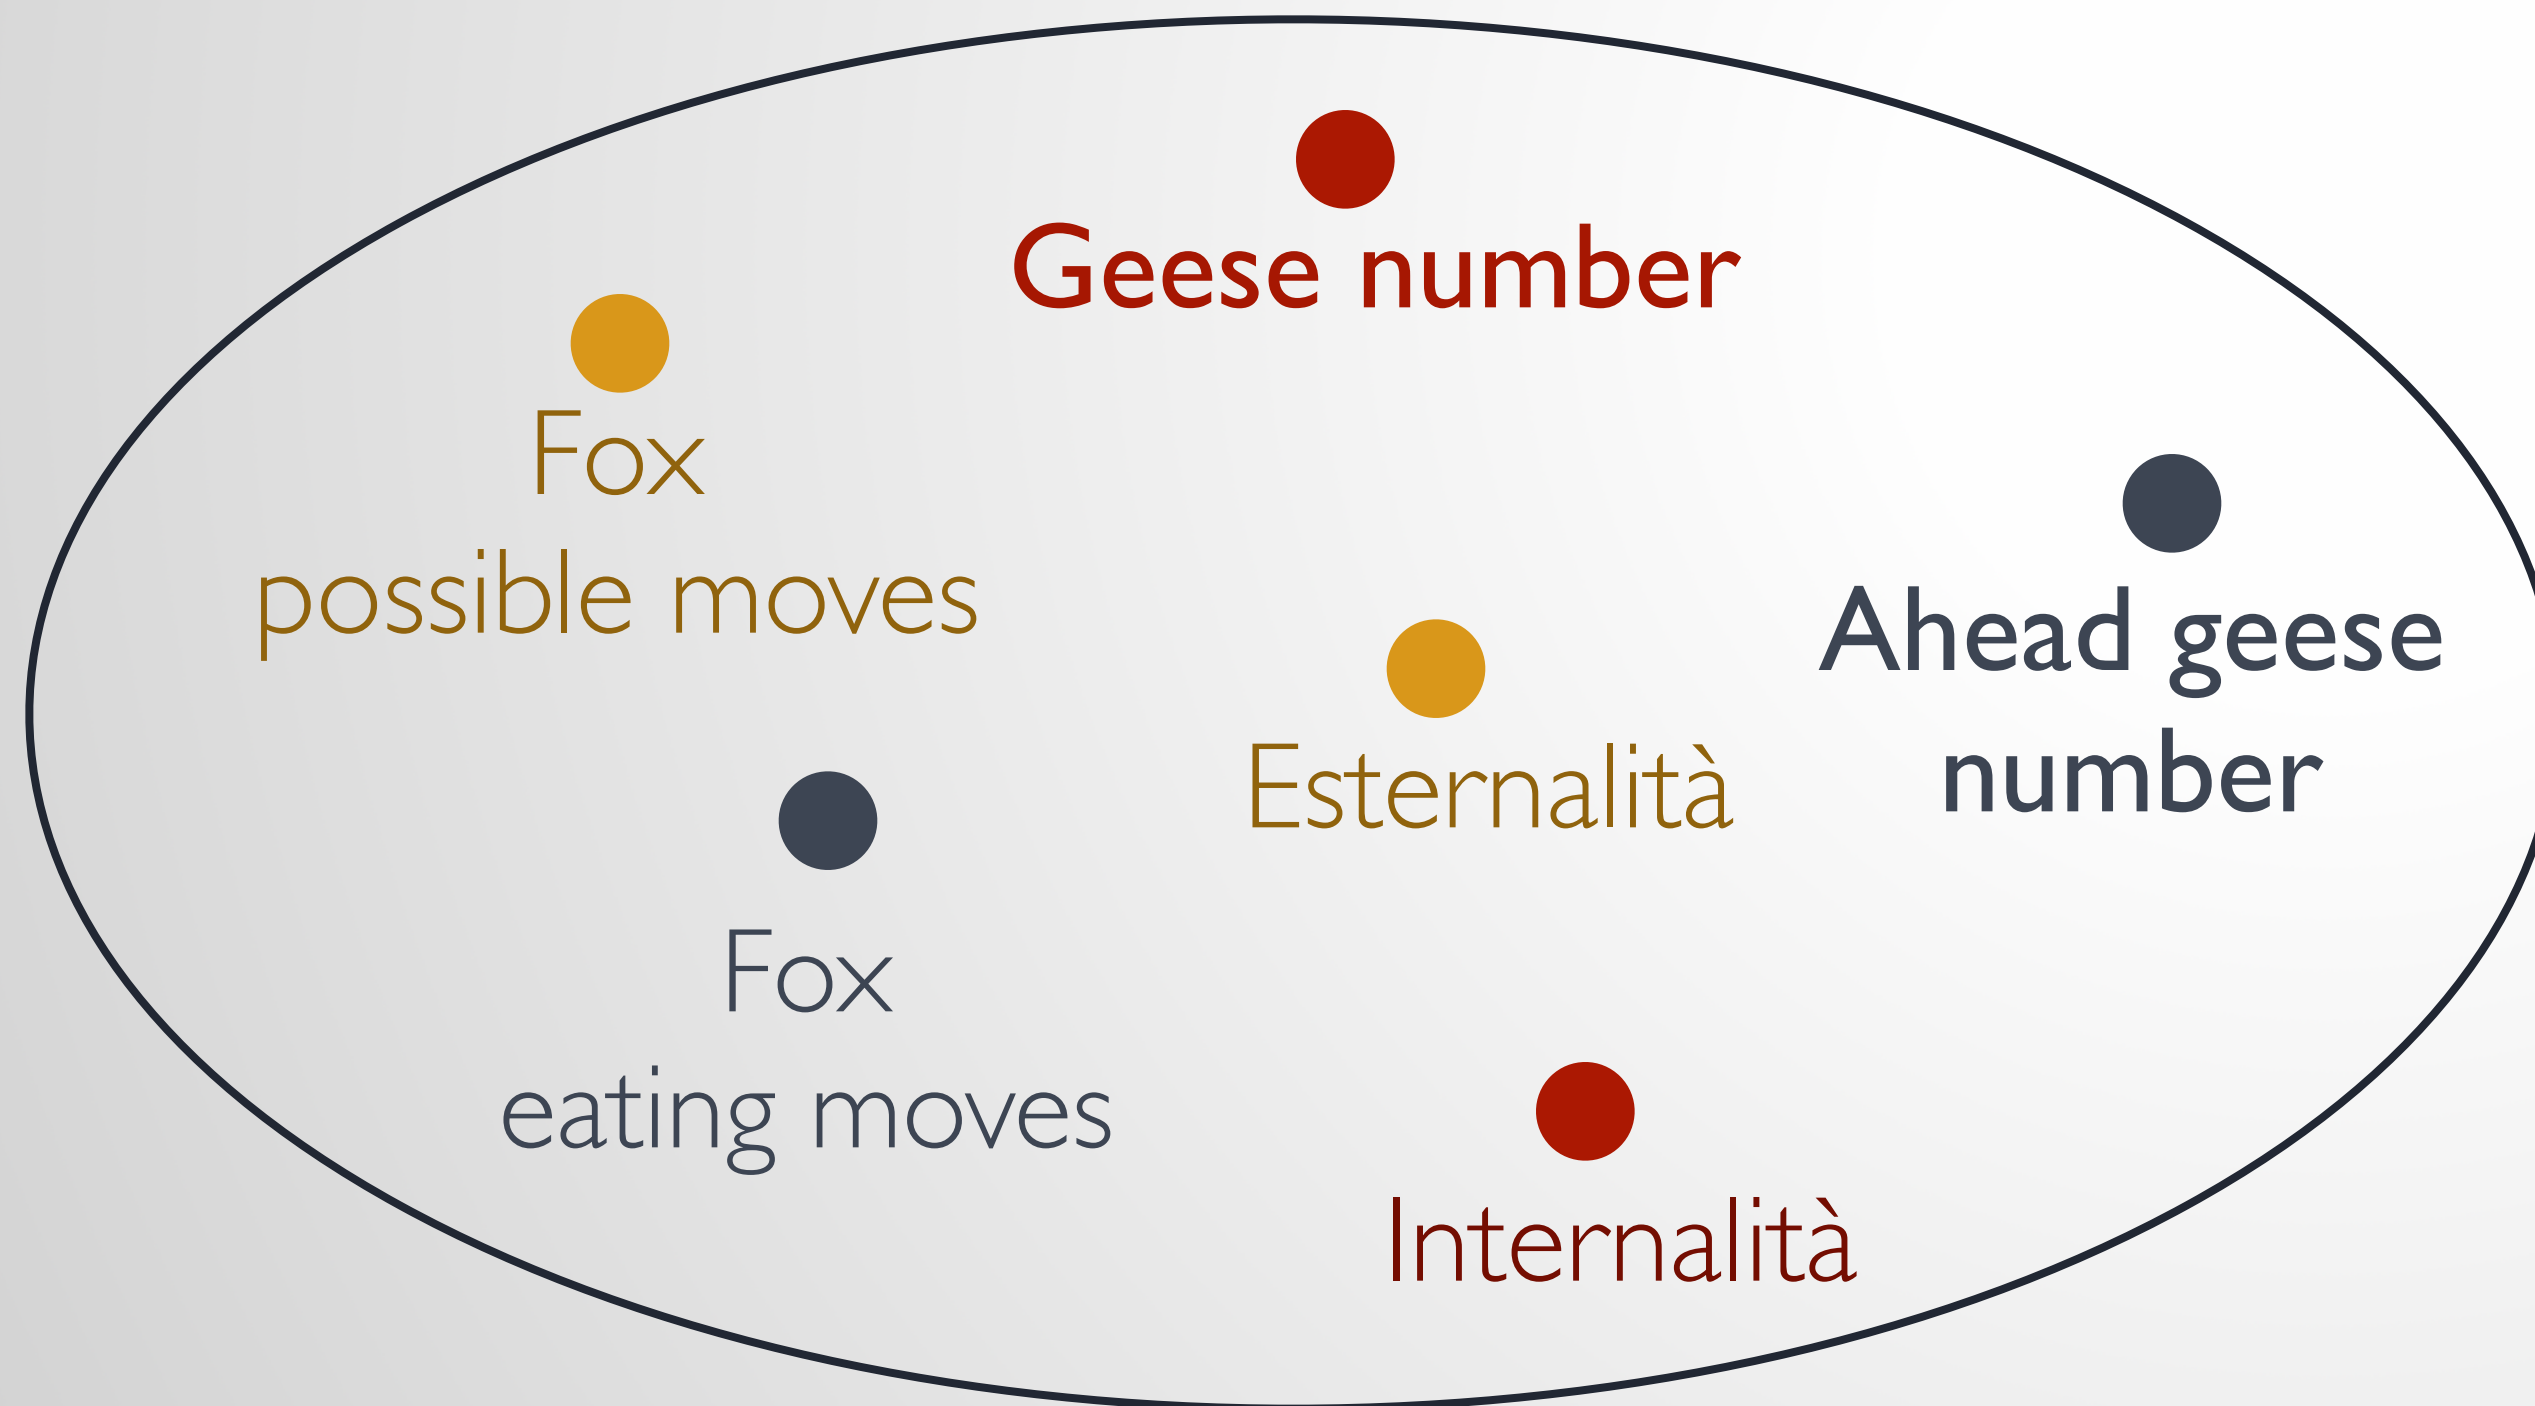 Geese number
Fox
possible moves
Ahead geese
number
Esternalità
Fox
eating moves
Internalità